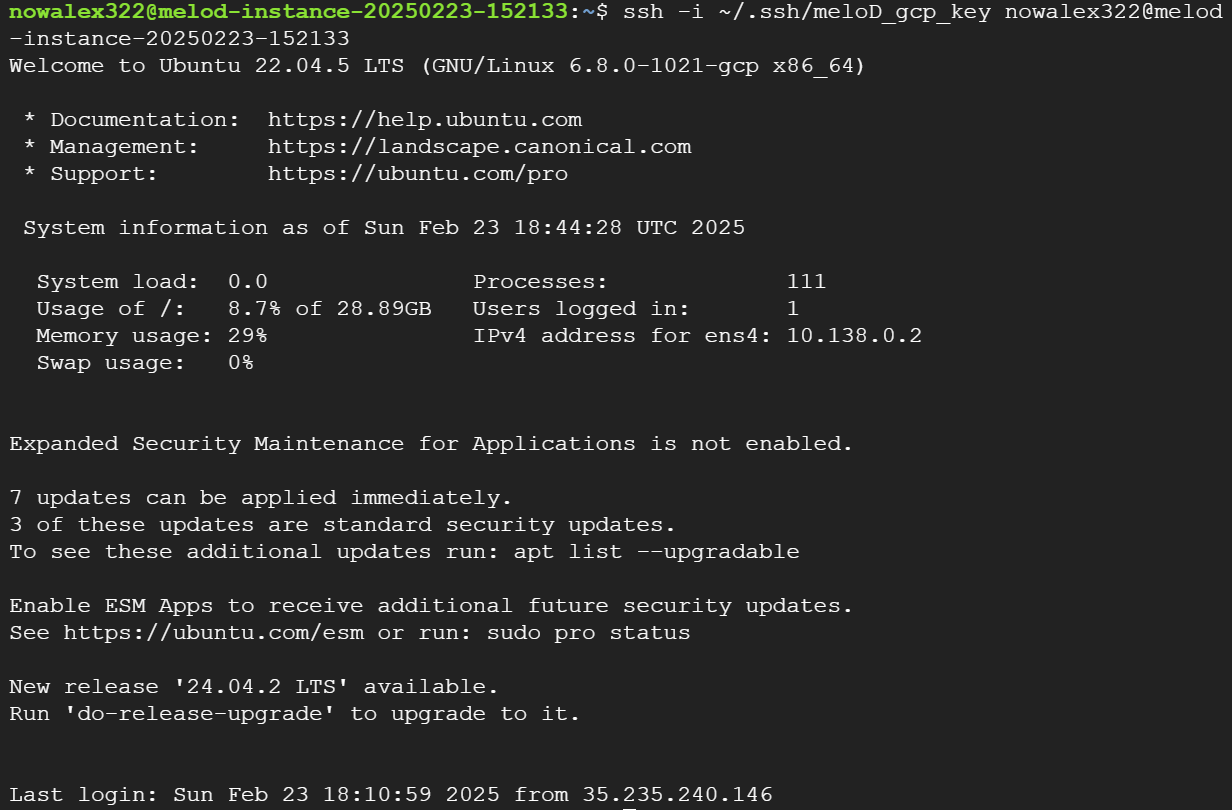 nowalex322@melod-instance-20250223-152133:~$ ssh -i ~/.ssh/meloD_gcp_key nowalex322@melod
-instance-20250223-152133
Welcome to Ubuntu 22.04.5 LTS (GNU/Linux 6.8.0-1021-gcp x86_64)
* Documentation:  https://help.ubuntu.com
* Management:     https://landscape.canonical.com
* Support:        https://ubuntu.com/pro
System information as of Sun Feb 23 18:44:28 UTC 2025
System load:  0.0               Processes:             111
Usage of /:   8.7% of 28.89GB   Users logged in:       1
Memory usage: 29%               IPv4 address for ens4: 10.138.0.2
Swap usage:   0%
Expanded Security Maintenance for Applications is not enabled.
7 updates can be applied immediately.
3 of these updates are standard security updates.
To see these additional updates run: apt list --upgradable
Enable ESM Apps to receive additional future security updates.
See https://ubuntu.com/esm or run: sudo pro status
New release '24.04.2 LTS' available.
Run 'do-release-upgrade' to upgrade to it.
Last login: Sun Feb 23 18:10:59 2025 from 35.235.240.146